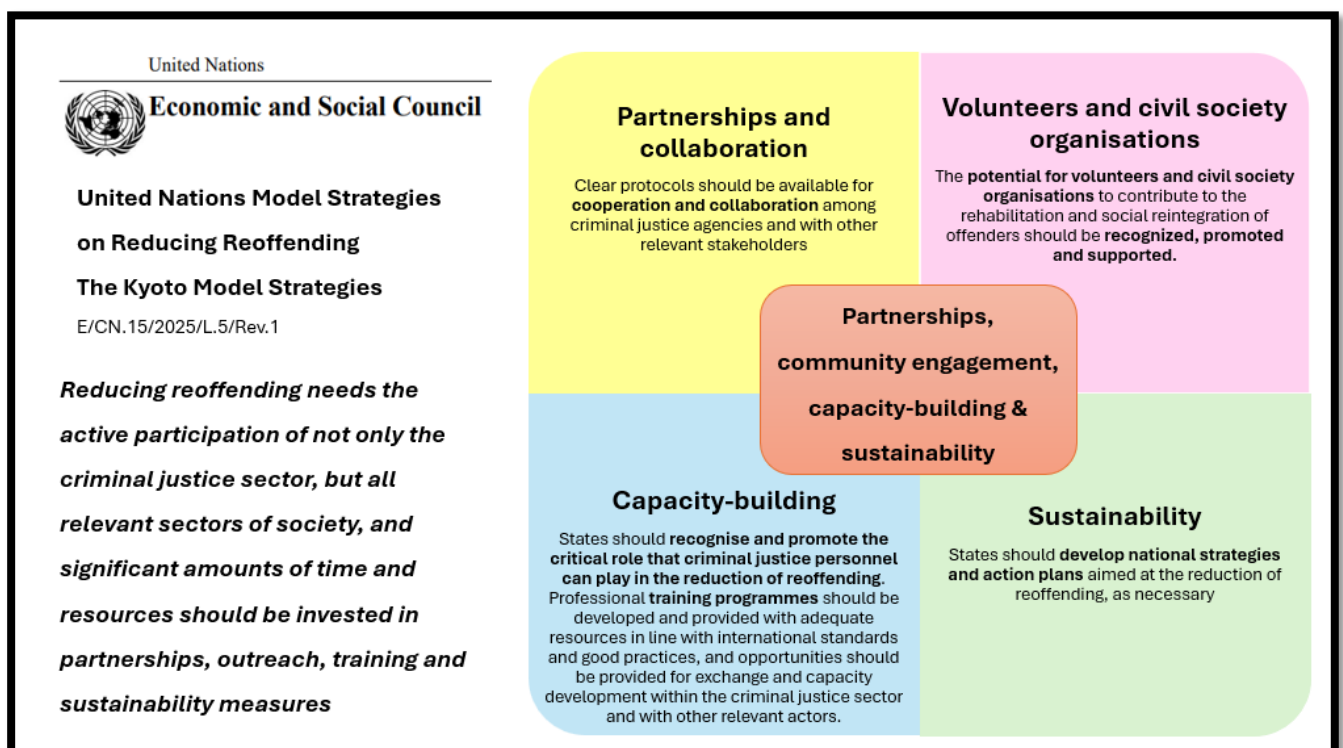 United Nations
Economic and Social Council
United Nations Model Strategies
on Reducing Reoffending
The Kyoto Model Strategies
E/CN.15/2025/L.5/Rev.1
Reducing reoffending needs the
active participation of not only the
criminal justice sector, but all
relevant sectors of society, and
significant amounts of time and
resources should be invested in
partnerships, outreach, training and
sustainability measures
Partnerships and
collaboration
Clear protocols should be available for
cooperation and collaboration among
criminal justice agencies and with other
relevant stakeholders
Volunteers and civil society
organisations
The potential for volunteers and civil society
organisations to contribute to the
rehabilitation and social reintegration of
offenders should be recognized, promoted
and supported.
Partnerships,
community engagement,
capacity-building &
sustainability
Capacity-building
States should recognise and promote the
critical role that criminal justice personnel
can play in the reduction of reoffending.
Professional training programmes should be
developed and provided with adequate
resources in line with international standards
and good practices, and opportunities should
be provided for exchange and capacity
development within the criminal justice sector
and with other relevant actors.
Sustainability
States should develop national strategies
and action plans aimed at the reduction of
reoffending, as necessary